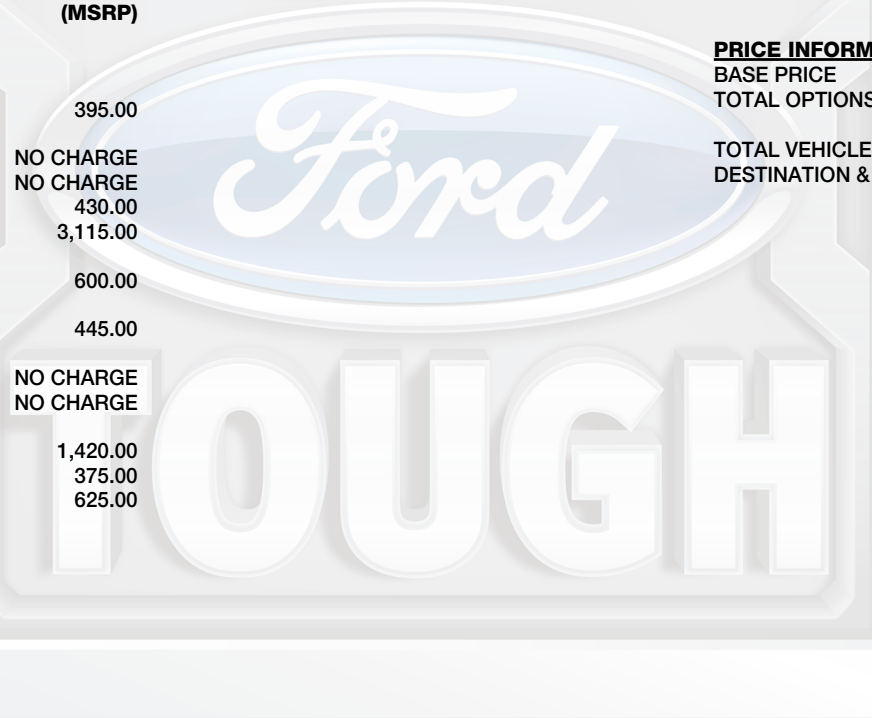 (MSRP)
395.00
NO CHARGE
NO CHARGE
430.00
3,115.00
600.00
445.00
NO CHARGE
NO CHARGE
1,420.00
375.00
625.00
PRICE INFORM
BASE PRICE
TOTAL OPTIONS
TOTAL VEHICLE
DESTINATION &
Ford
TOUGH